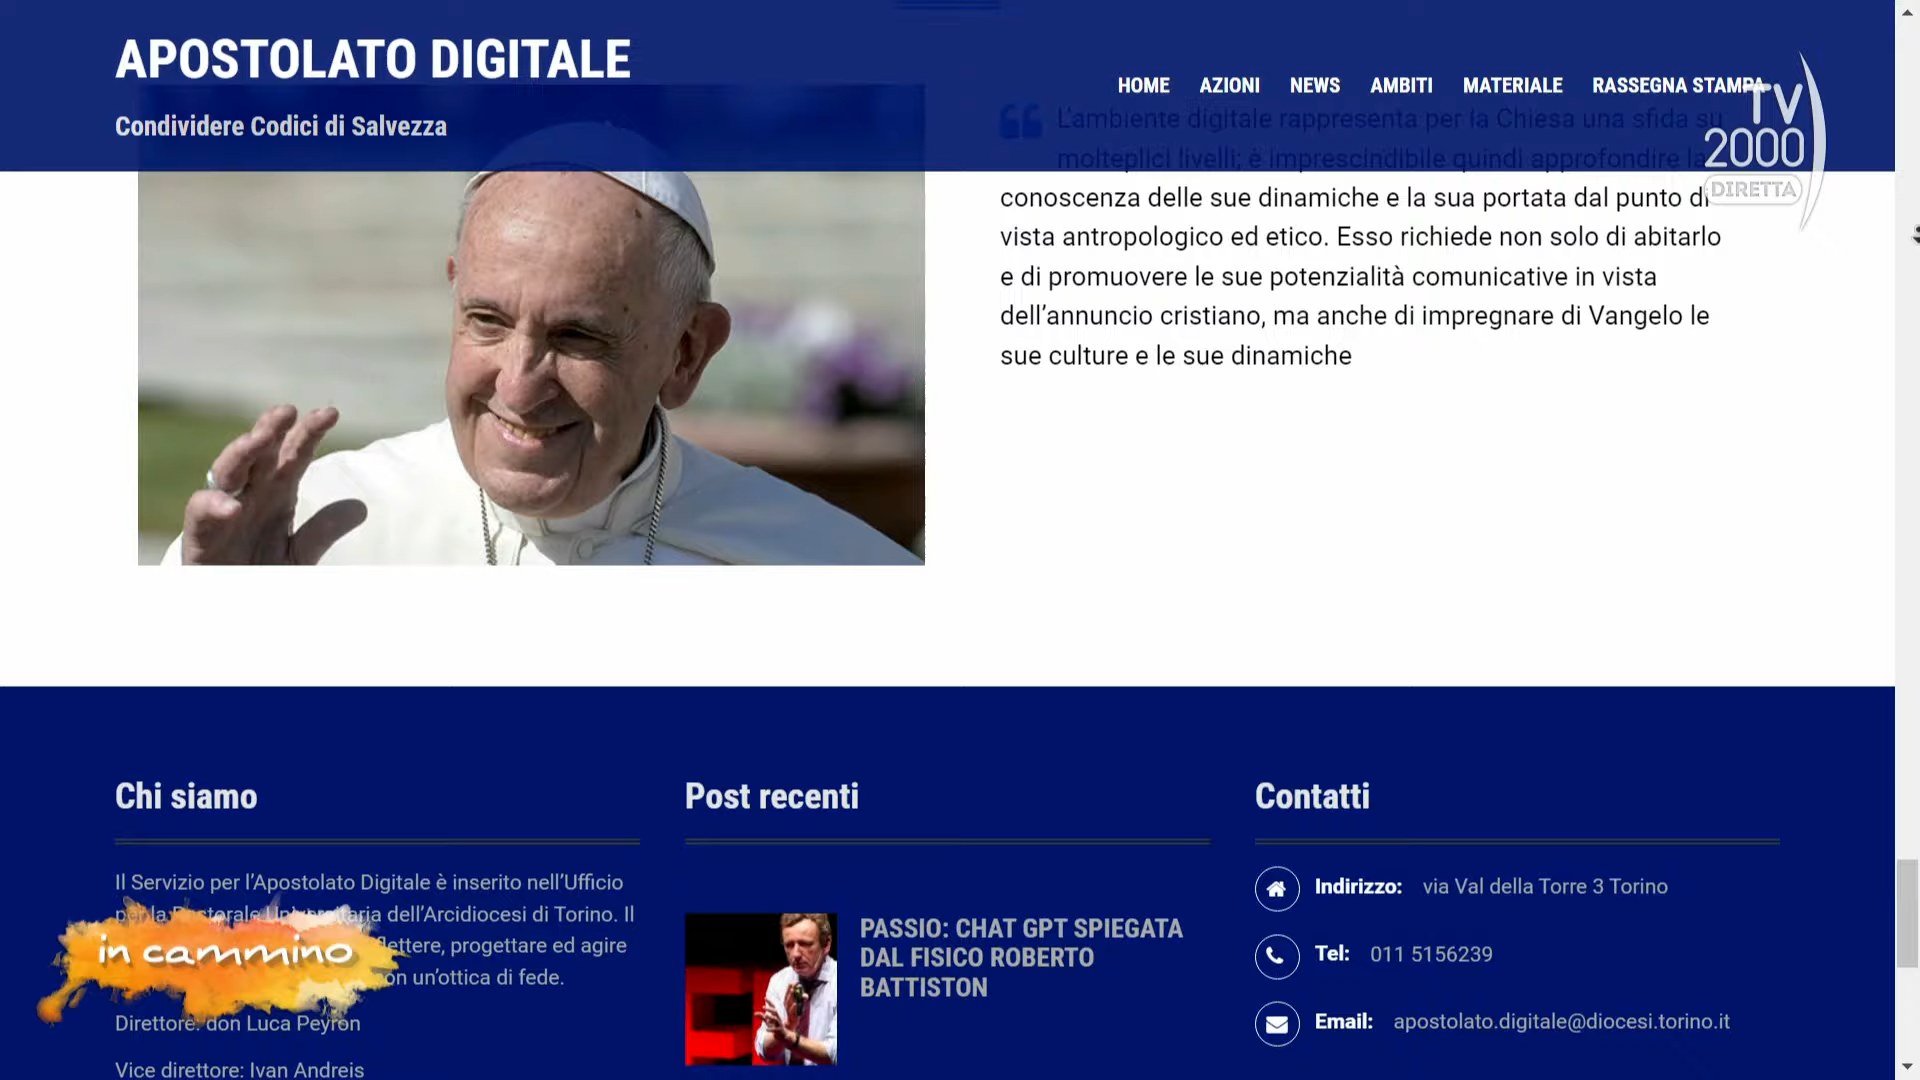 APOSTOLATO DIGITALE
Condividere Codici di Salvezza
HOME AZIONI NEWS AMBITI MATERIALE RASSEGNA STAMPA
TV
2000
DIRETTA
L'ambiente digitale rappresenta per la Chiesa una sfida su
molteplici livelli; è imprescindibile quindi approfondire la
conoscenza delle sue dinamiche e la sua portata dal punto di
vista antropologico ed etico. Esso richiede non solo di abitarlo
e di promuovere le sue potenzialità comunicative in vista
dell’annuncio cristiano, ma anche di impregnare di Vangelo le
sue culture e le sue dinamiche
Chi siamo
Il Servizio per l’Apostolato Digitale è inserito nell’Ufficio
per la Pastorale Universitaria dell’Arcidiocesi di Torino. Il
flettere, progettare ed agire
on un’ottica di fede.
Direttore: don Luca Peyron
Vice direttore: Ivan Andreis
in cammino
Post recenti
PASSIO: CHAT GPT SPIEGATA
DAL FISICO ROBERTO
BATTISTON
Contatti
Indirizzo: via Val della Torre 3 Torino
Tel: 011 5156239
Email: apostolato.digitale@diocesi.torino.it